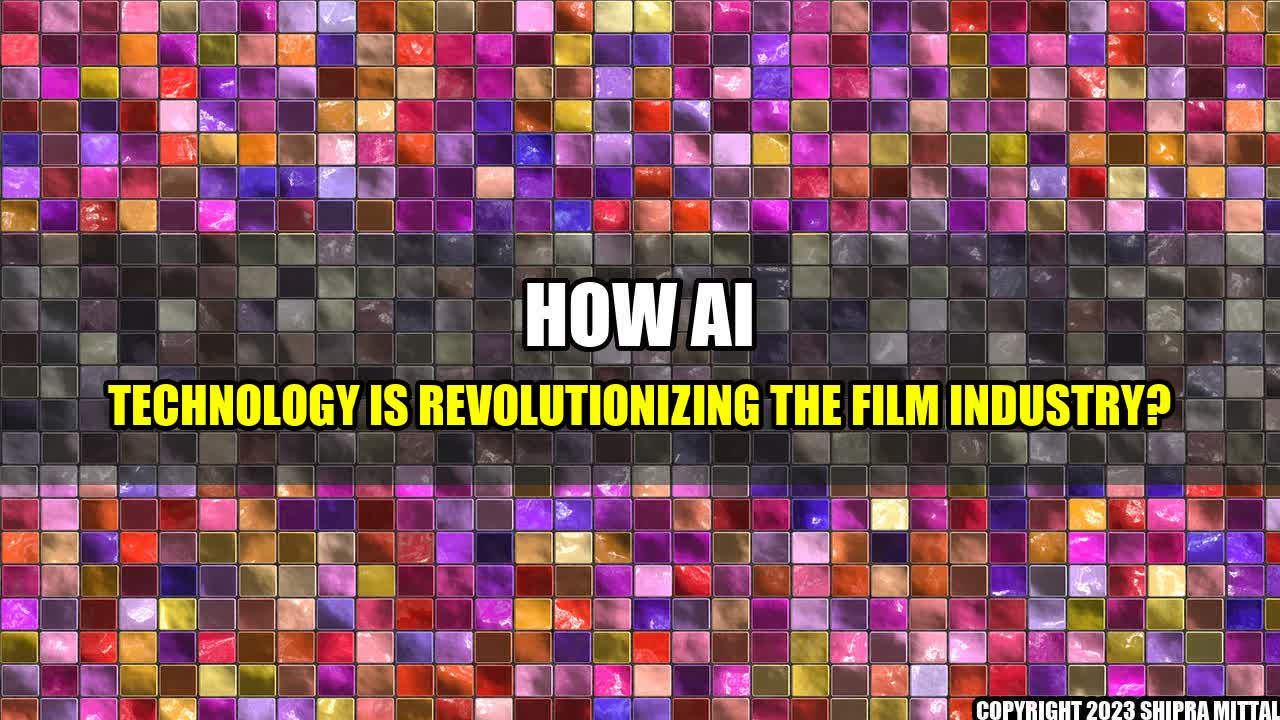 HOW AI
TECHNOLOGY IS REVOLUTIONIZING THE FILM INDUSTRY?
COPYRIGHT 2023 SHIPRA MITTAL